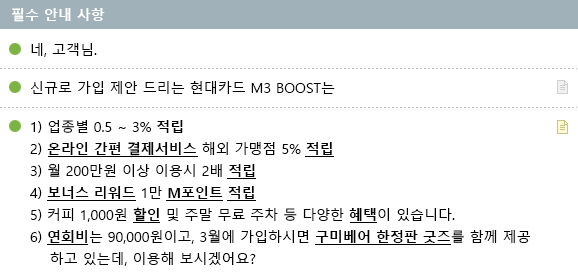 필수 안내 사항
네, 고객님.
신규로 가입 제안 드리는 현대카드 M3 BOOST는
1) 업종별 0.5 ~ 3% 적립
2) 온라인 간편 결제서비스 해외 가맹점 5% 적립
3) 월 200만원 이상 이용시 2배 적립
4) 보너스 리워드 1만 M포인트 적립
5) 커피 1,000원 할인 및 주말 무료 주차 등 다양한 혜택이 있습니다.
6) 연회비는 90,000원이고, 3월에 가입하시면 구미베어 한정판 굿즈를 함께 제공
하고 있는데, 이용해 보시겠어요?